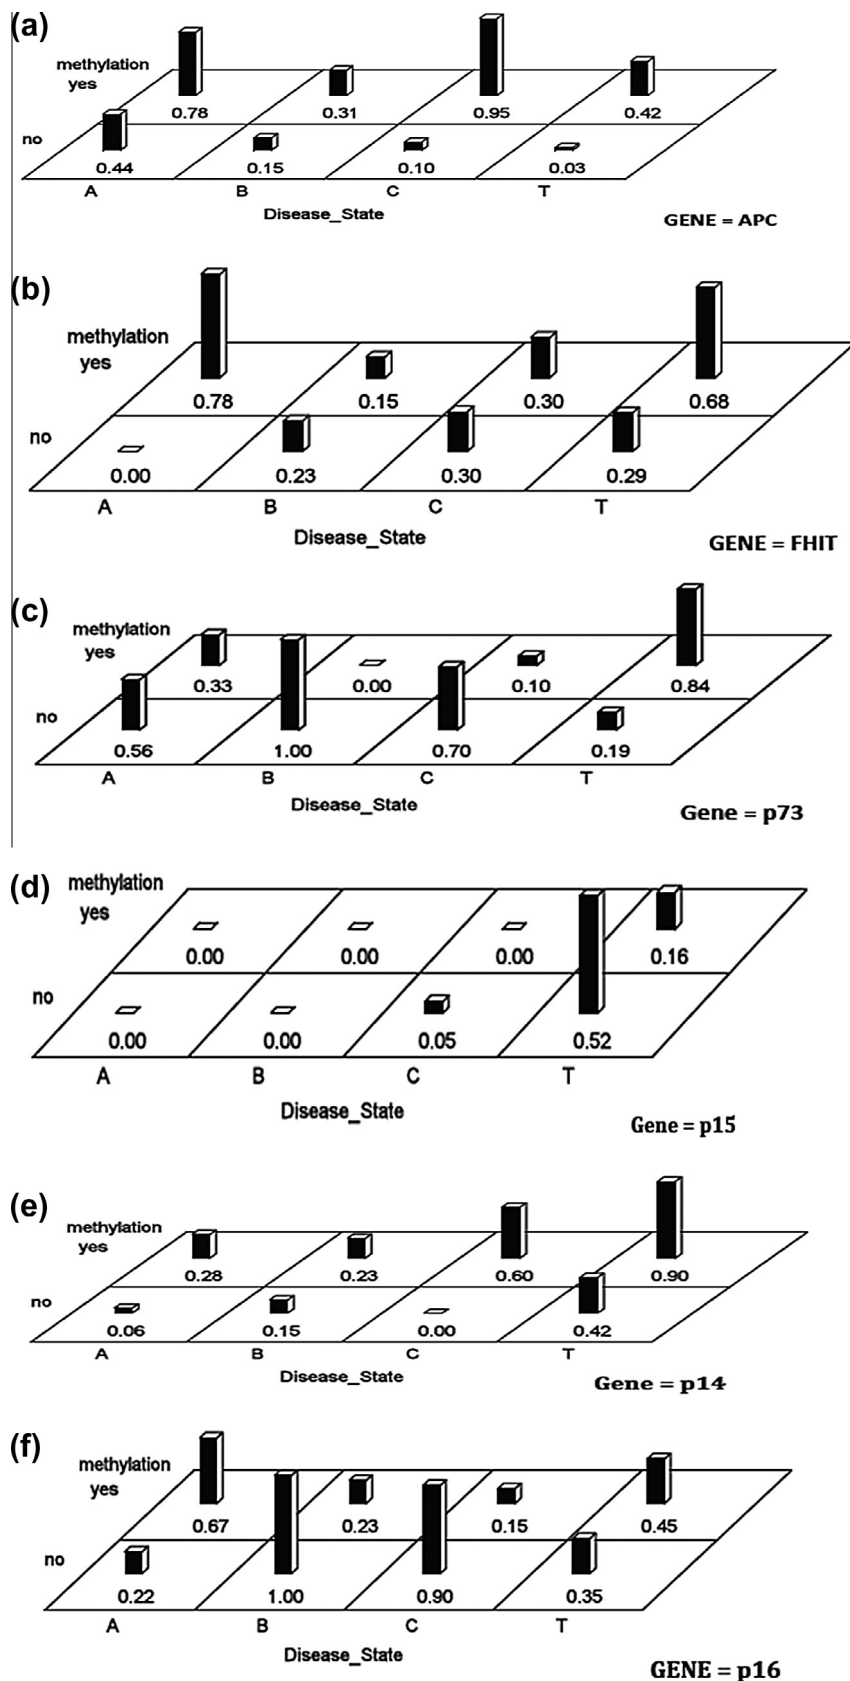 (a)
methylation
yes
0.78 0.31 0.95 0.42
no
0.44 0.15 0.10 0.03
A B C T
Disease_State
GENE = APC
(b)
methylation
yes
0.78 0.15 0.30 0.68
no
0.00 0.23 0.30 0.29
A B C T
Disease_State
GENE = FHIT
(c)
methylation
yes
0.33 0.00 0.10 0.84
no
0.56 1.00 0.70 0.19
A B C T
Disease_State
Gene = p73
(d)
methylation
yes
0.00 0.00 0.00 0.16
no
0.00 0.00 0.05 0.52
A B C T
Disease_State
Gene = p15
(e)
methylation
yes
0.28 0.23 0.60 0.90
no
0.06 0.15 0.00 0.42
A B C T
Disease_State
Gene = p14
(f)
methylation
yes
0.67 0.23 0.15 0.45
no
0.22 1.00 0.90 0.35
A B C T
Disease_State
GENE = p16